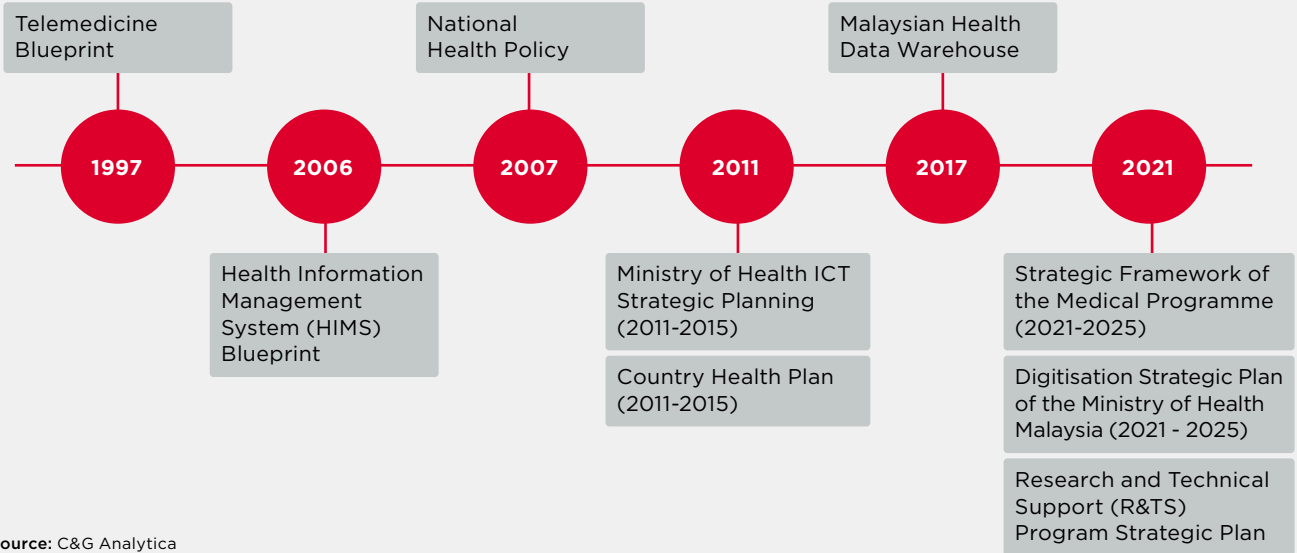 Telemedicine
Blueprint
National
Health Policy
Malaysian Health
Data Warehouse
1997
2006
2007
2011
2017
2021
Health Information
Management
System (HIMS)
Blueprint
Ministry of Health ICT
Strategic Planning
(2011-2015)
Country Health Plan
(2011-2015)
Strategic Framework of
the Medical Programme
(2021-2025)
Digitisation Strategic Plan
of the Ministry of Health
Malaysia (2021 - 2025)
Research and Technical
Support (R&TS)
Program Strategic Plan
ource: C&G Analytica